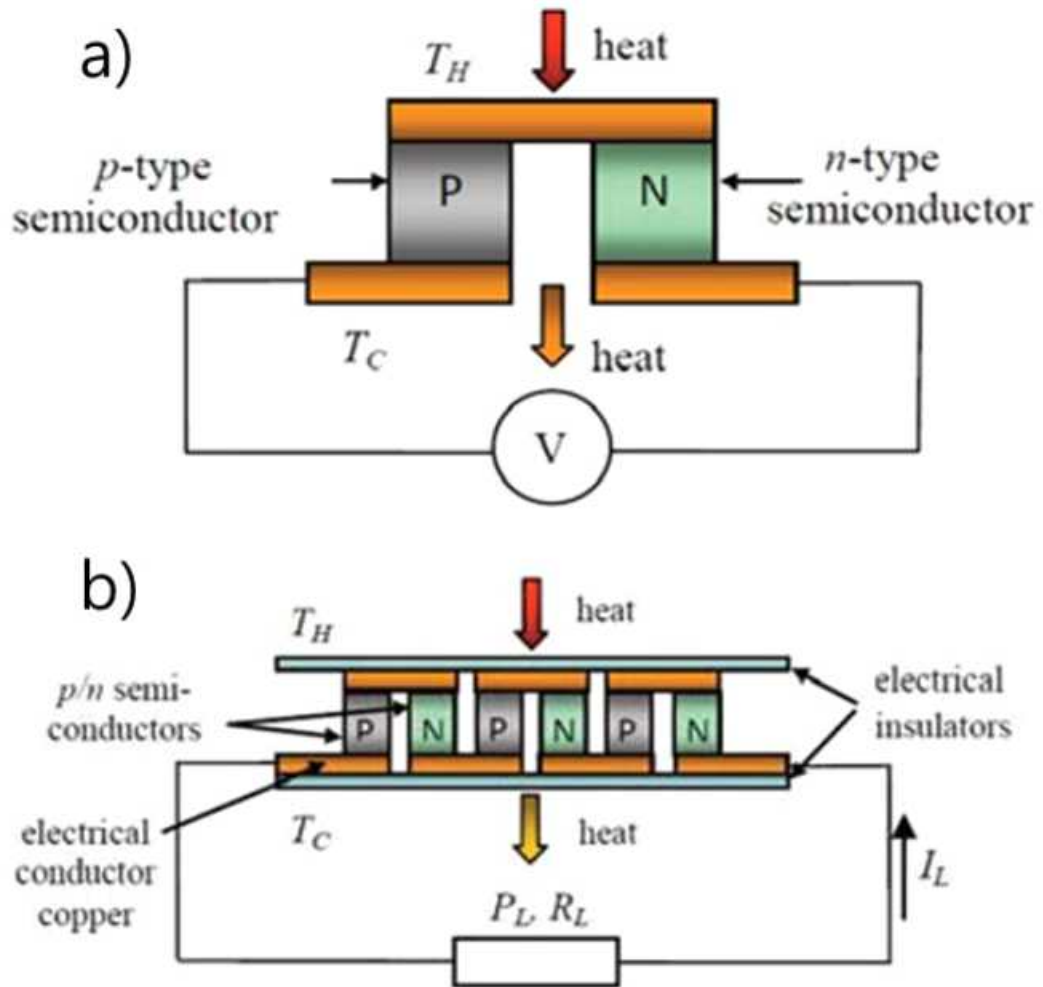 a)
T_H
heat
p-type
semiconductor
P
N
n-type
semiconductor
T_C
heat
V
b)
T_H
heat
p/n semi-
conductors
P N P N P N
electrical
insulators
electrical
conductor
copper
T_C
heat
P_L, R_L
I_L